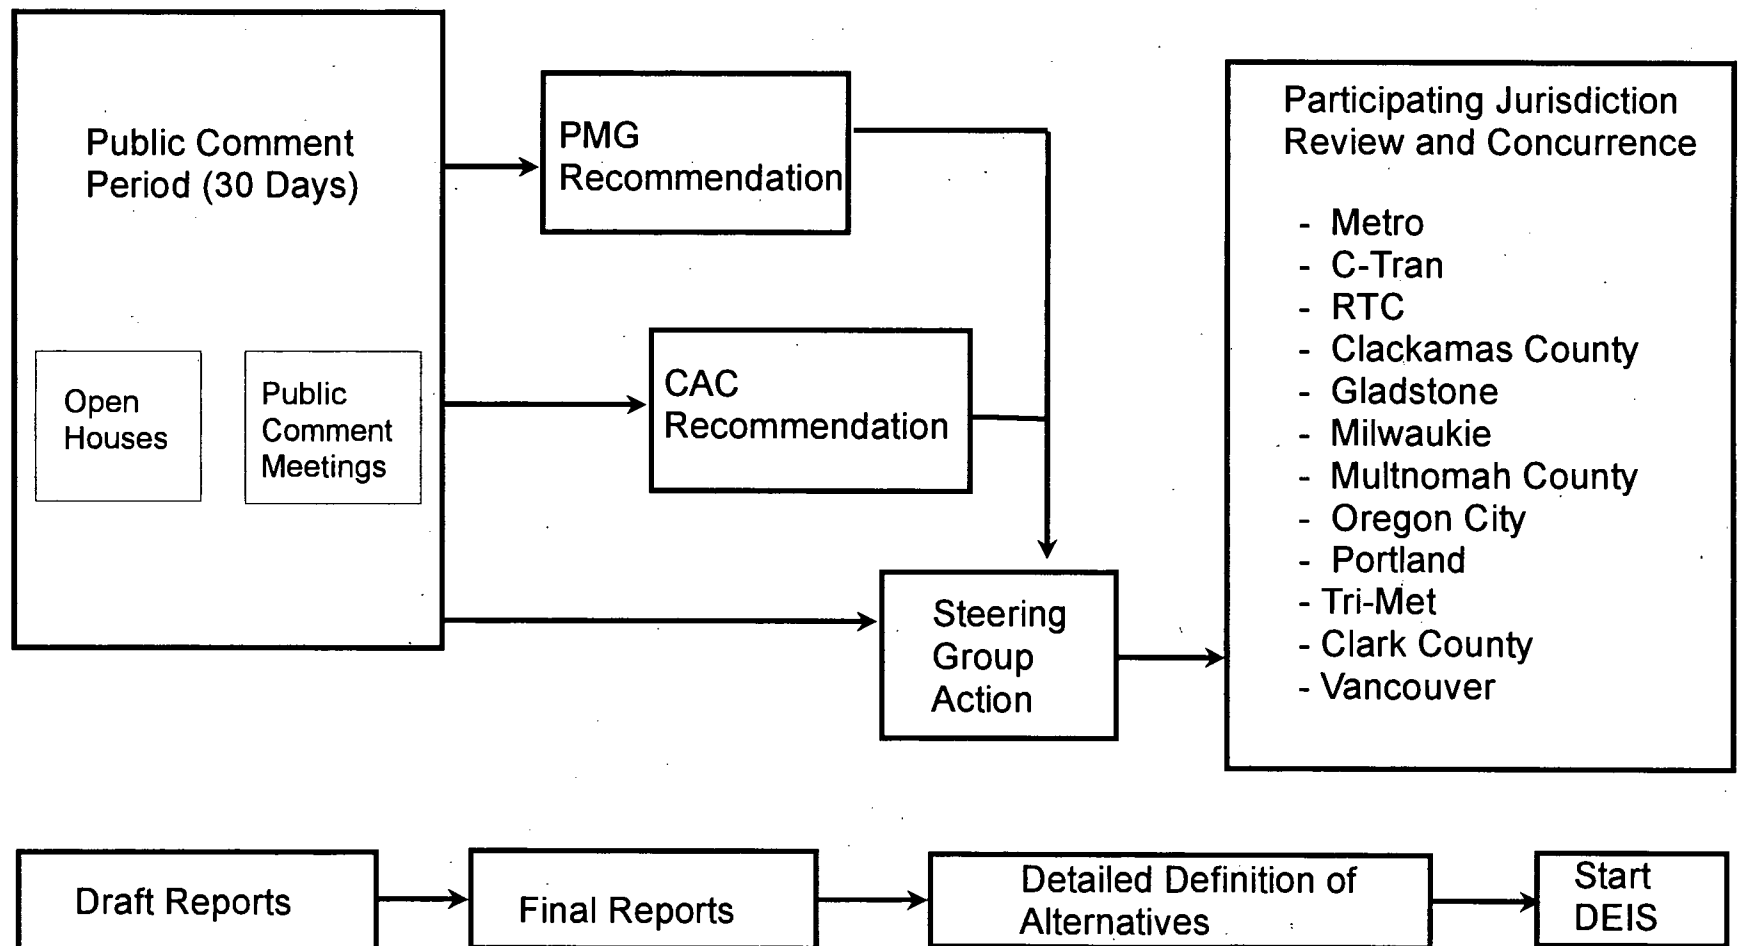 Public Comment
Period (30 Days)
Open
Houses
Public
Comment
Meetings
PMG
Recommendation
CAC
Recommendation
Steering
Group
Action
Participating Jurisdiction
Review and Concurrence
- Metro
- C-Tran
- RTC
- Clackamas County
- Gladstone
- Milwaukie
- Multnomah County
- Oregon City
- Portland
- Tri-Met
- Clark County
- Vancouver
Draft Reports
Final Reports
Detailed Definition of
Alternatives
Start
DEIS